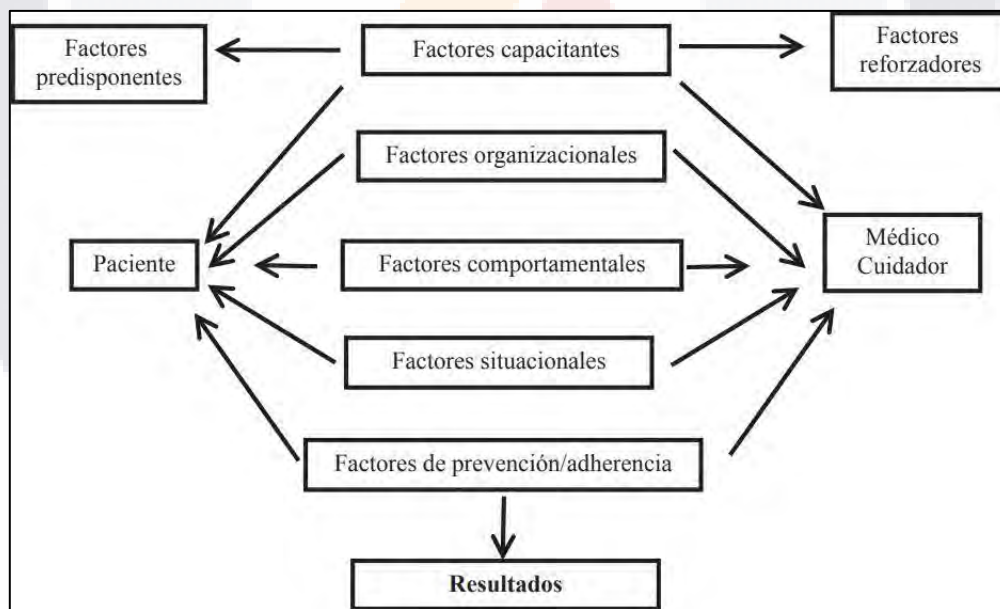 Factores
predisponentes
Factores capacitantes
Factores
reforzadores
Factores organizacionales
Paciente
Factores comportamentales
Médico
Cuidador
Factores situacionales
Factores de prevención/adherencia
Resultados